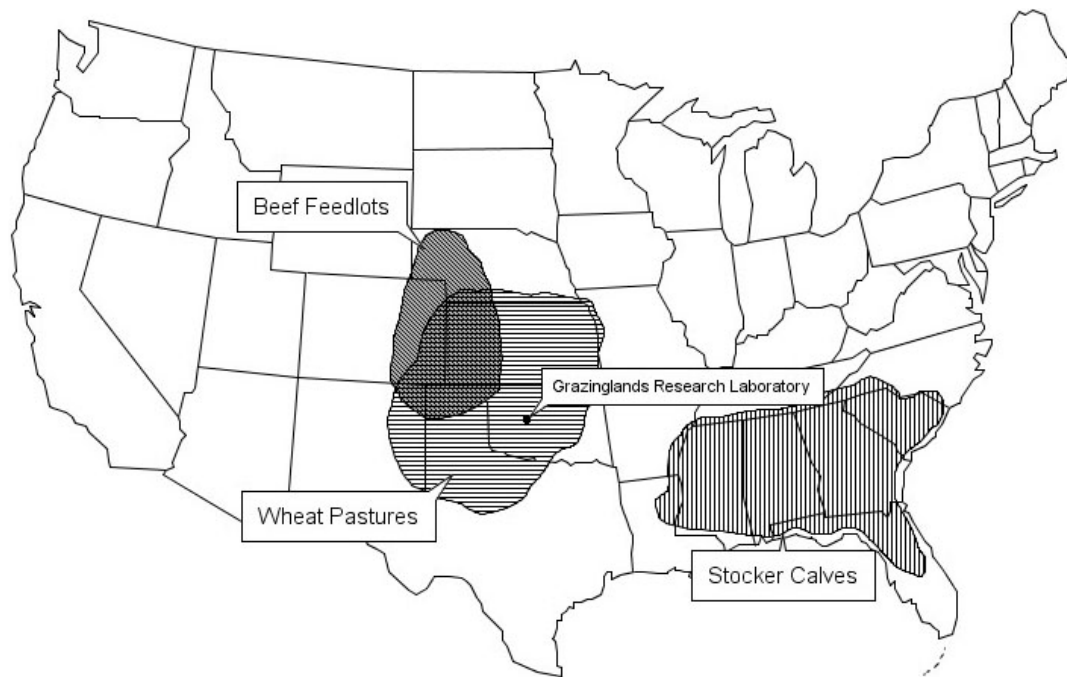 Beef Feedlots
Grazinglands Research Laboratory
Wheat Pastures
Stocker Calves